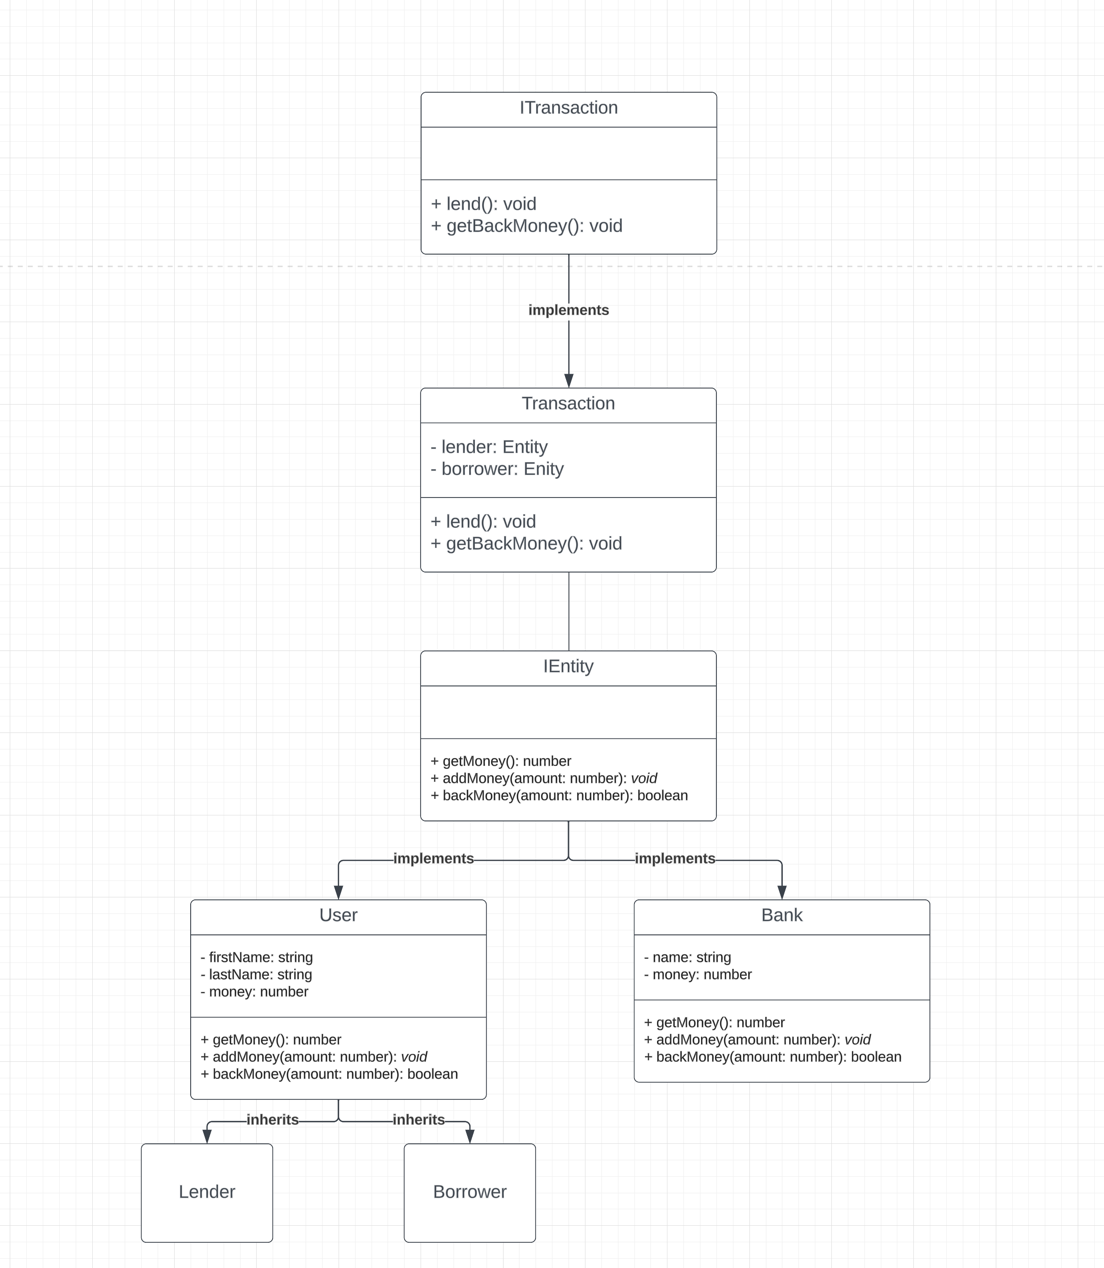 ITransaction
+ lend(): void
+ getBackMoney(): void
implements
Transaction
- lender: Entity
- borrower: Enity
+ lend(): void
+ getBackMoney(): void
IEntity
+ getMoney(): number
+ addMoney(amount: number): void
+ backMoney(amount: number): boolean
implements
implements
User
- firstName: string
- lastName: string
- money: number
+ getMoney(): number
+ addMoney(amount: number): void
+ backMoney(amount: number): boolean
Bank
- name: string
- money: number
+ getMoney(): number
+ addMoney(amount: number): void
+ backMoney(amount: number): boolean
inherits
inherits
Lender
Borrower